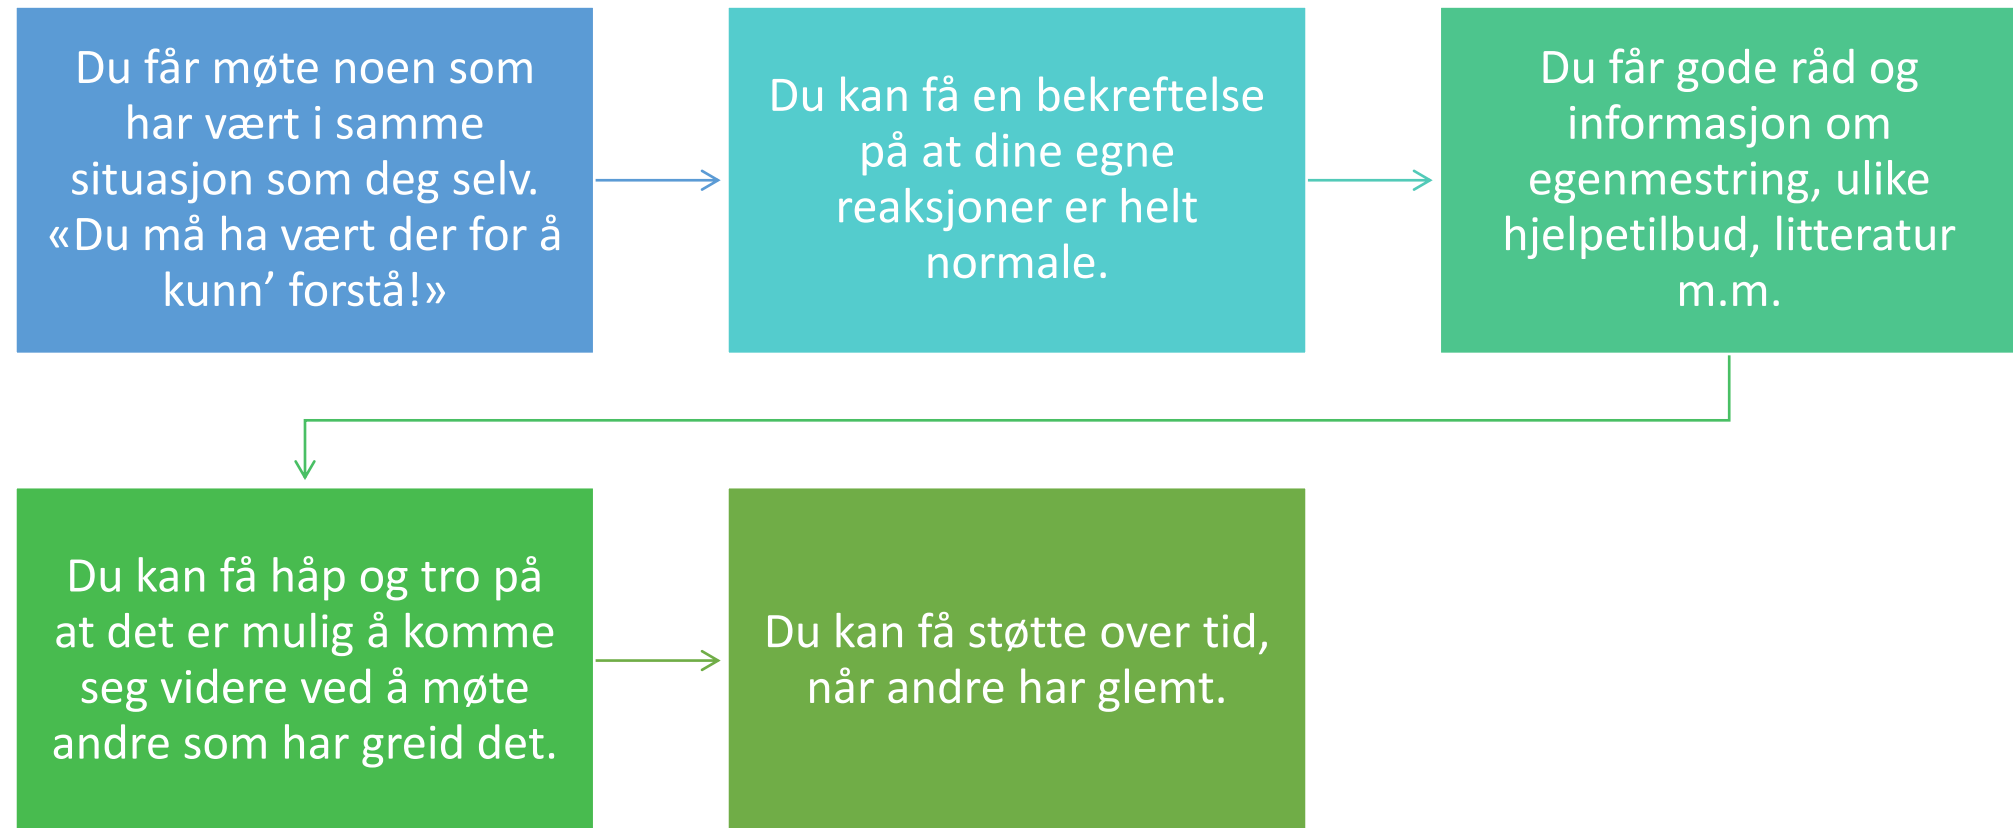 Du får møte noen som
har vært i samme
situasjon som deg selv.
«Du må ha vært der for å
kunn’ forstå!»
Du kan få en bekreftelse
på at dine egne
reaksjoner er helt
normale.
Du får gode råd og
informasjon om
egenmestring, ulike
hjelpetilbud, litteratur
m.m.
Du kan få håp og tro på
at det er mulig å komme
seg videre ved å møte
andre som har greid det.
Du kan få støtte over tid,
når andre har glemt.